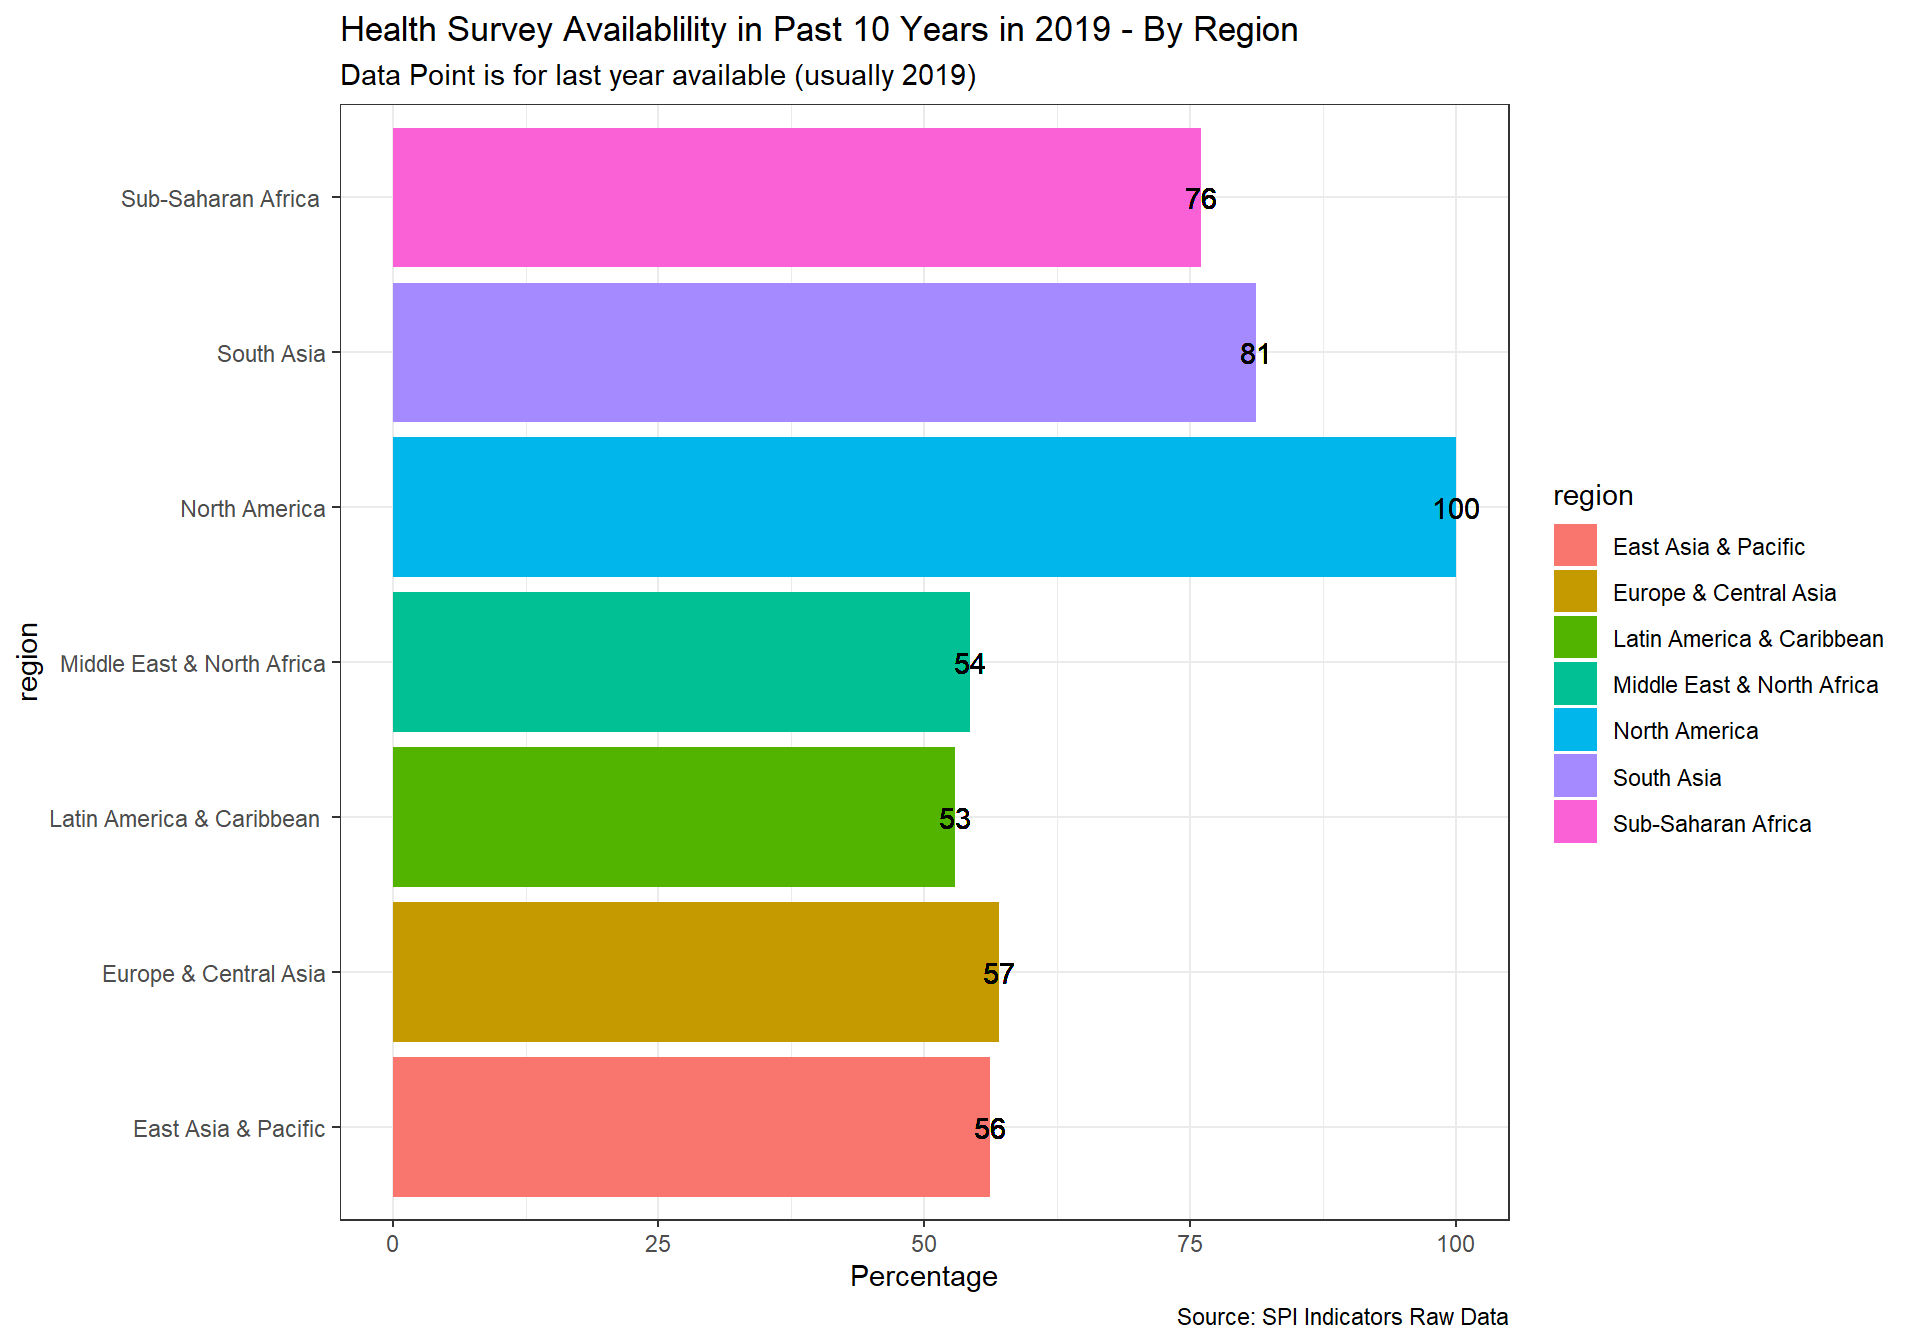 Health Survey Availablility in Past 10 Years in 2019 - By Region
Data Point is for last year available (usually 2019)
Sub-Saharan Africa
76
South Asia
81
North America
100
Middle East & North Africa
54
Latin America & Caribbean
53
Europe & Central Asia
57
East Asia & Pacific
56
region
0 25 50 75 100
Percentage
Source: SPI Indicators Raw Data
region
East Asia & Pacific
Europe & Central Asia
Latin America & Caribbean
Middle East & North Africa
North America
South Asia
Sub-Saharan Africa